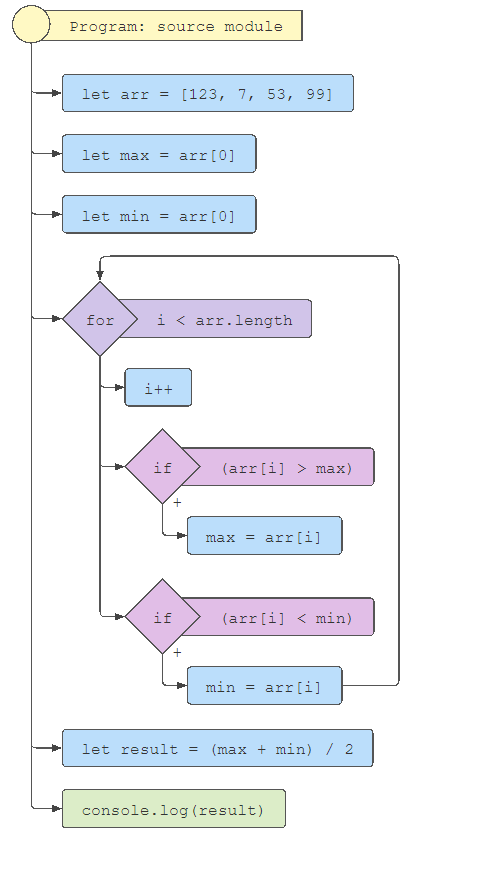 Program: source module
let arr = [123, 7, 53, 99]
let max = arr[0]
let min = arr[0]
for i < arr.length
i++
if (arr[i] > max)
+
max = arr[i]
if (arr[i] < min)
+
min = arr[i]
let result = (max + min) / 2
console.log(result)